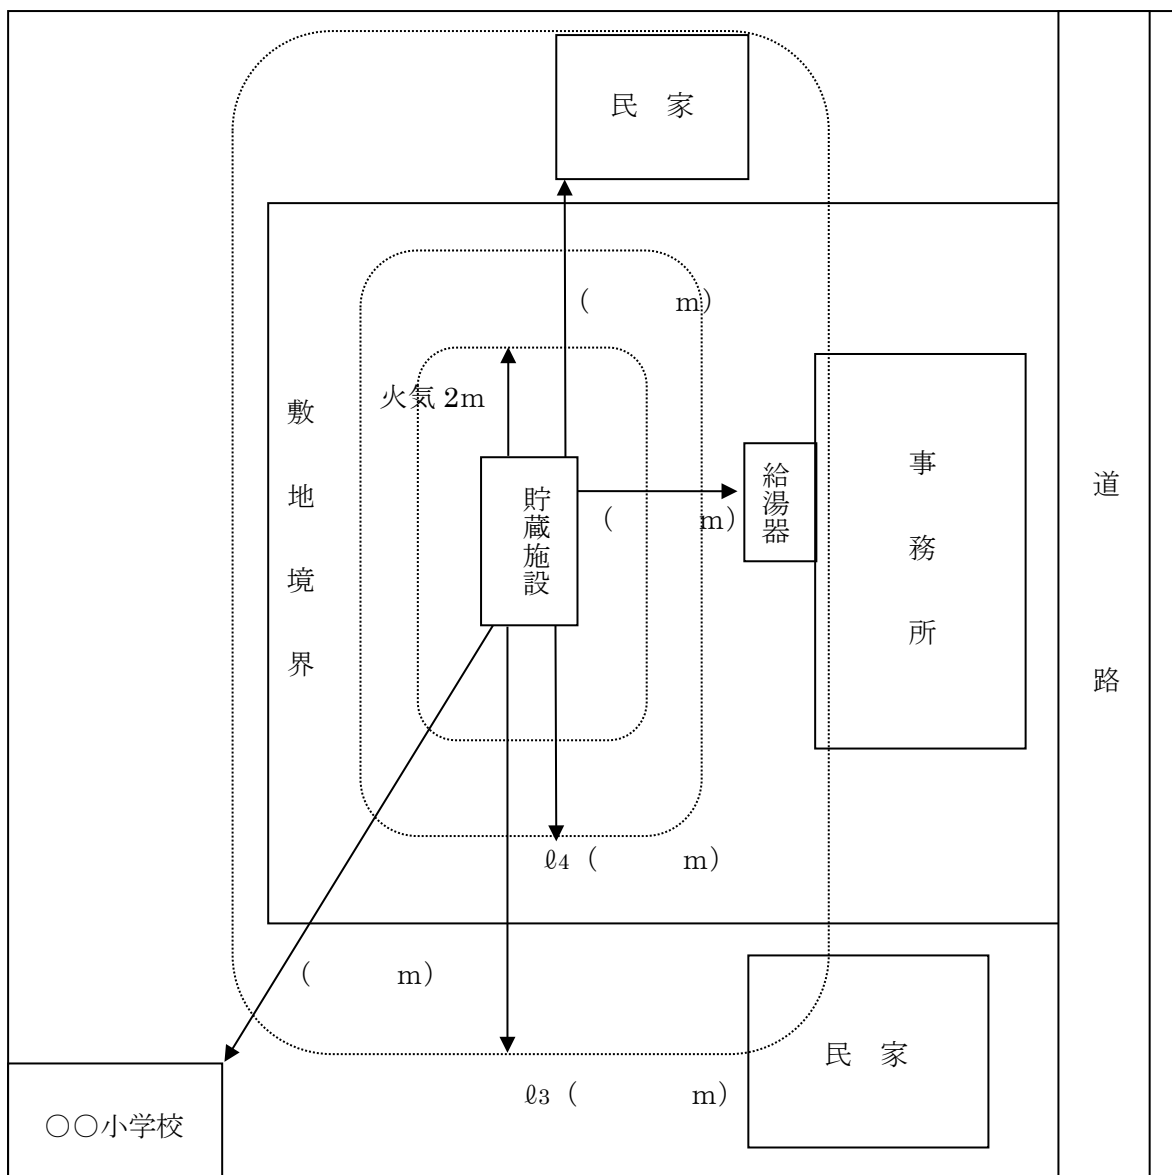 民　家
（　　　　m）
火気 2m
敷地境界
貯蔵施設
（　　　　m）
給湯器
事務所
道路
ℓ4（　　　　m）
（　　　　m）
ℓ3（　　　　m）
民　家
○○小学校